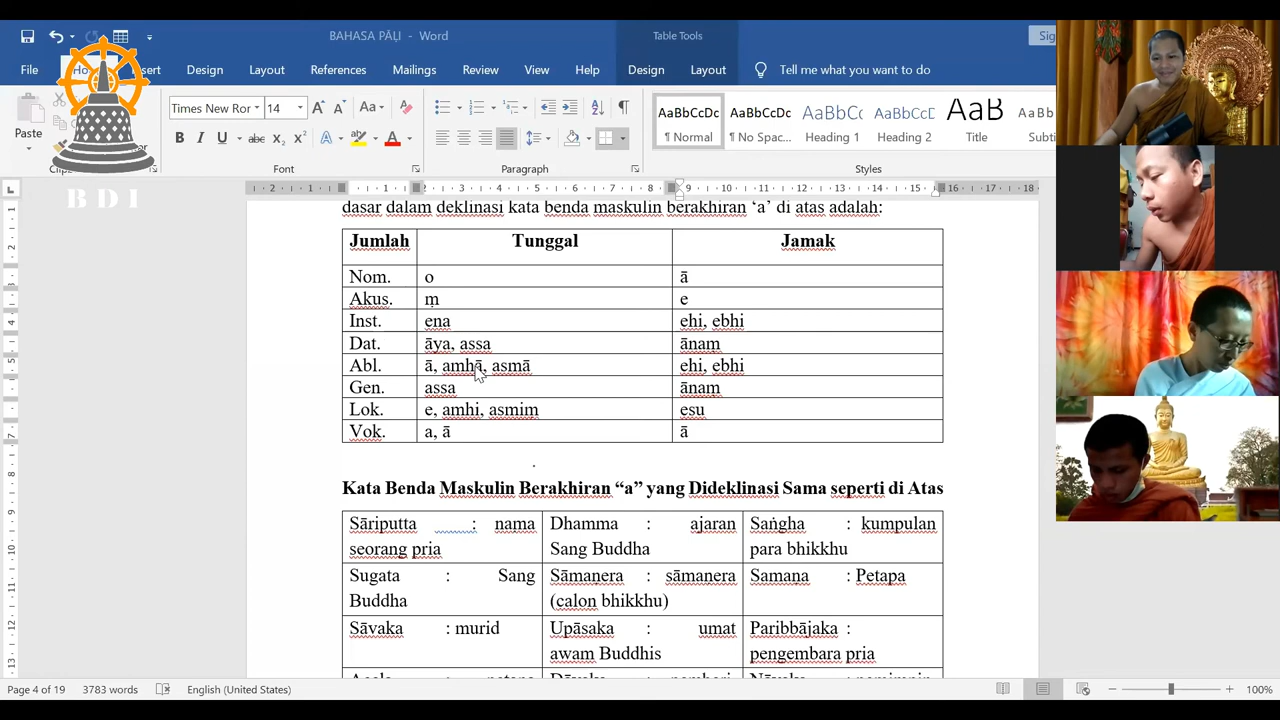 BAHASA PĀḶI - Word
Table Tools
File
Design
Layout
References
Mailings
Review
View
Help
Design
Layout
Tell me what you want to do
Paste
Times New Ror
14
Font
Paragraph
AaBbCcDc
AaBbCcDc
AaBbCc
AaBbCcD
AaB
AaBbCcD
¶ Normal
¶ No Spac...
Heading 1
Heading 2
Title
Styles
B D I
dasar dalam deklinasi kata benda maskulin berakhiran ‘a’ di atas adalah:
Jumlah Tunggal Jamak
Nom. o ā
Akus. ṃ e
Inst. ena ehi, ebhi
Dat. āya, assa ānaṃ
Abl. ā, amhā, asmā ehi, ebhi
Gen. assa ānaṃ
Lok. e, amhi, asmiṃ esu
Vok. a, ā ā
Kata Benda Maskulin Berakhiran “a” yang Dideklinasi Sama seperti di Atas
Sāriputta : nama Dhamma : ajaran Saṅgha : kumpulan
seorang pria Sang Buddha para bhikkhu
Sugata : Sang Sāmaṇera : sāmanera Samaṇa : Petapa
Buddha (calon bhikkhu)
Sāvaka : murid Upāsaka : umat Paribbājaka :
awam Buddhis pengembara pria
Page 4 of 19
3783 words
English (United States)
100%